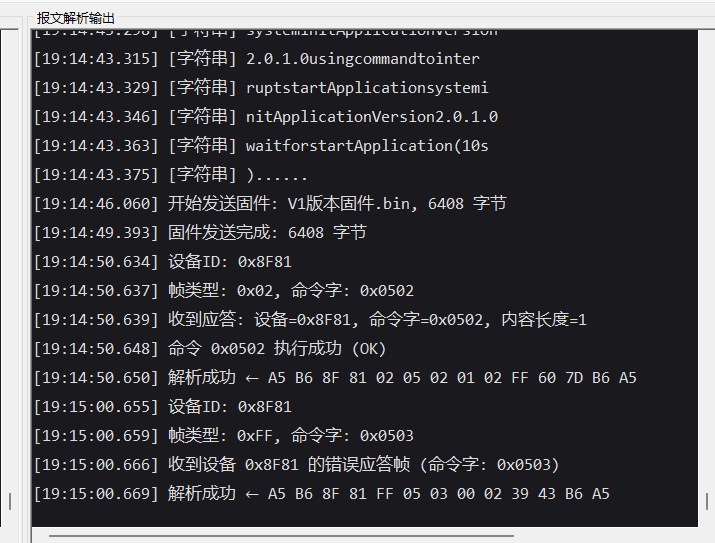 报文解析输出
[19:14:43.298] [字符串] systeminitApplicationVersion
[19:14:43.315] [字符串] 2.0.1.0usingcommandtointer
[19:14:43.329] [字符串] ruptstartApplicationsystemi
[19:14:43.346] [字符串] nitApplicationVersion2.0.1.0
[19:14:43.363] [字符串] waitforstartApplication(10s
[19:14:43.375] [字符串] )......
[19:14:46.060] 开始发送固件: V1版本固件.bin, 6408 字节
[19:14:49.393] 固件发送完成: 6408 字节
[19:14:50.634] 设备ID: 0x8F81
[19:14:50.637] 帧类型: 0x02, 命令字: 0x0502
[19:14:50.639] 收到应答: 设备=0x8F81, 命令字=0x0502, 内容长度=1
[19:14:50.648] 命令 0x0502 执行成功 (OK)
[19:14:50.650] 解析成功 ← A5 B6 8F 81 02 05 02 01 02 FF 60 7D B6 A5
[19:15:00.655] 设备ID: 0x8F81
[19:15:00.659] 帧类型: 0xFF, 命令字: 0x0503
[19:15:00.666] 收到设备 0x8F81 的错误应答帧 (命令字: 0x0503)
[19:15:00.669] 解析成功 ← A5 B6 8F 81 FF 05 03 00 02 39 43 B6 A5